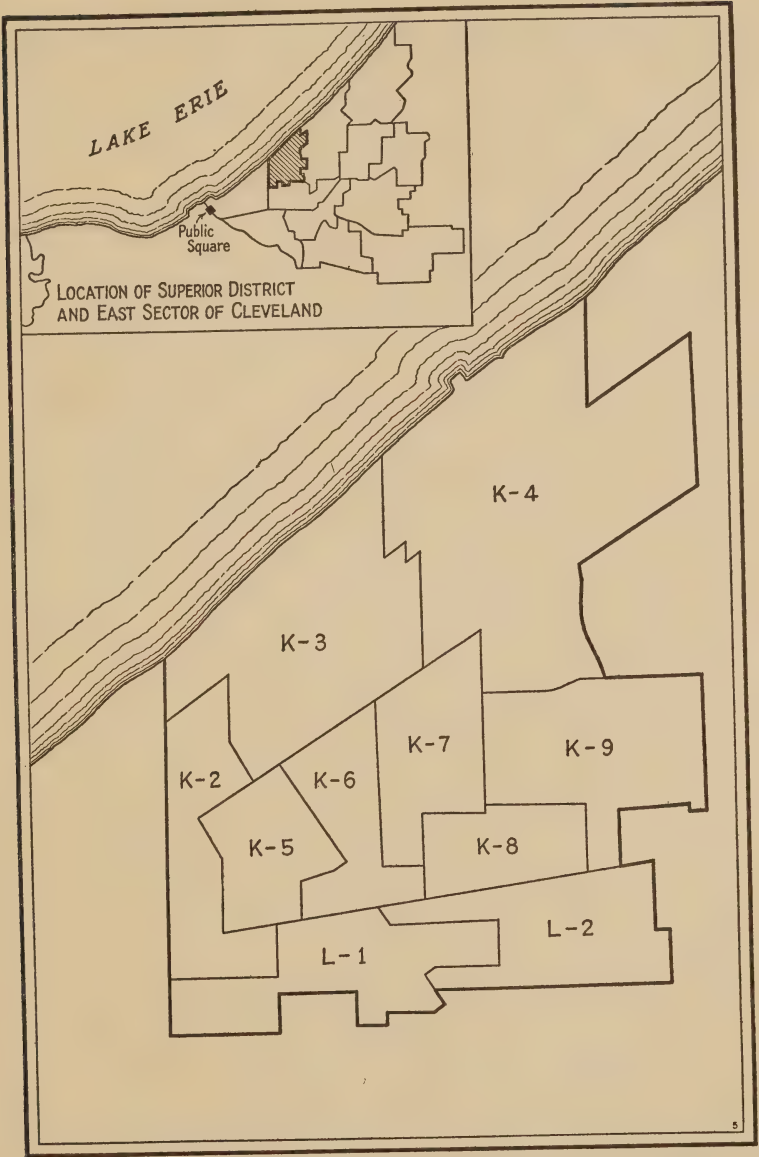 LAKE ERIE
Public
Square
LOCATION OF SUPERIOR DISTRICT
AND EAST SECTOR OF CLEVELAND
K-4
K-3
K-7
K-9
K-2
K-6
K-5
K-8
L-2
L-1
5